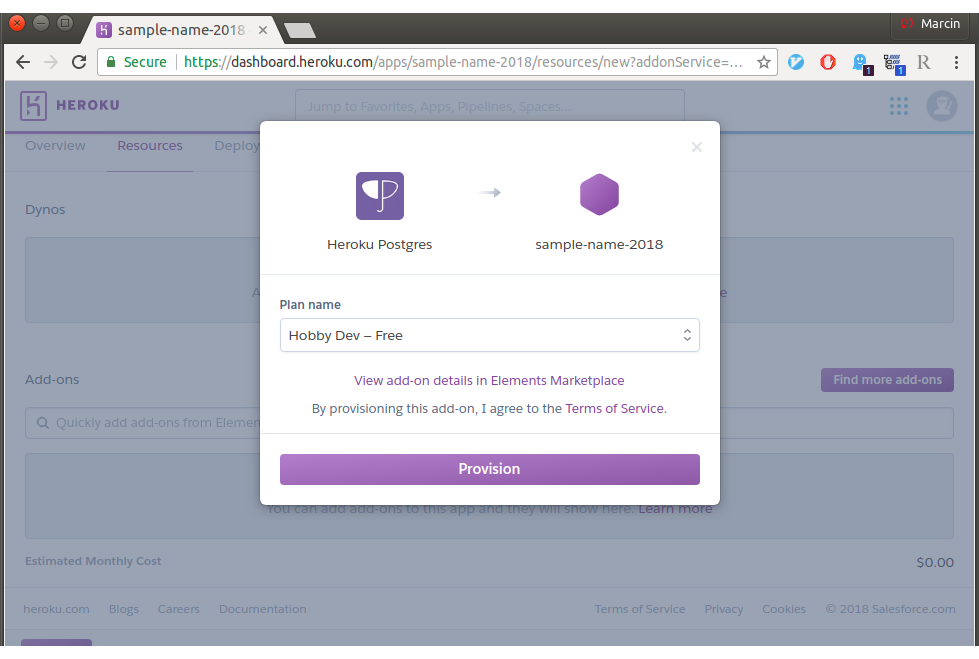 sample-name-2018
Marcin
Secure
https://dashboard.heroku.com/apps/sample-name-2018/resources/new?addonService=...
1
1
R
HEROKU
Jump to Favorites, Apps, Pipelines, Spaces...
Overview Resources Deploy
Heroku Postgres
sample-name-2018
Dynos
Plan name
Hobby Dev – Free
View add-on details in Elements Marketplace
Add-ons
Find more add-ons
By provisioning this add-on, I agree to the Terms of Service.
Quickly add add-ons from Elemen
Provision
You can add add-ons to this app and they will show here. Learn more
Estimated Monthly Cost
$0.00
heroku.com Blogs Careers Documentation
Terms of Service Privacy Cookies © 2018 Salesforce.com